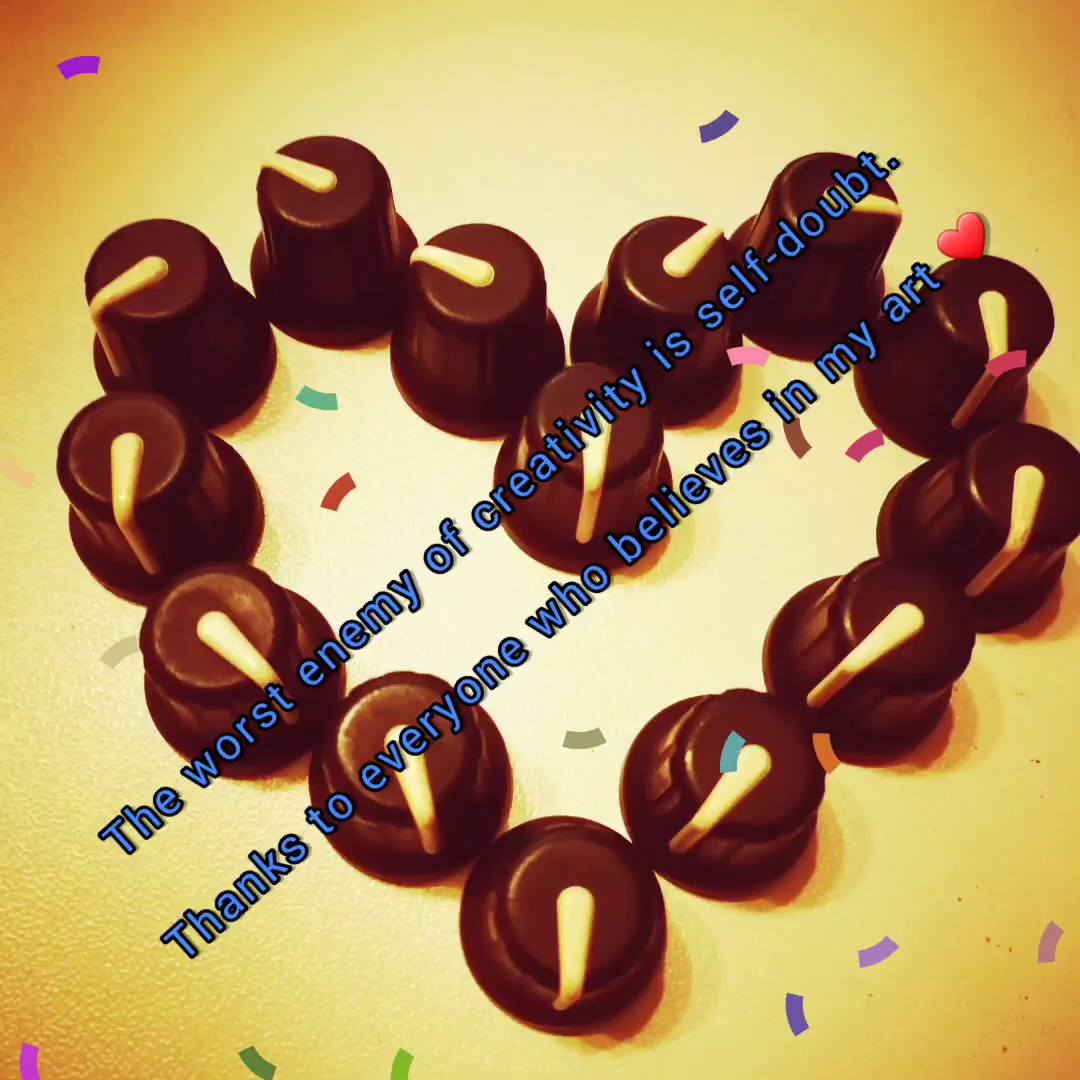 The worst enemy of creativity is self-doubt.
Thanks to everyone who believes in my art ❤️